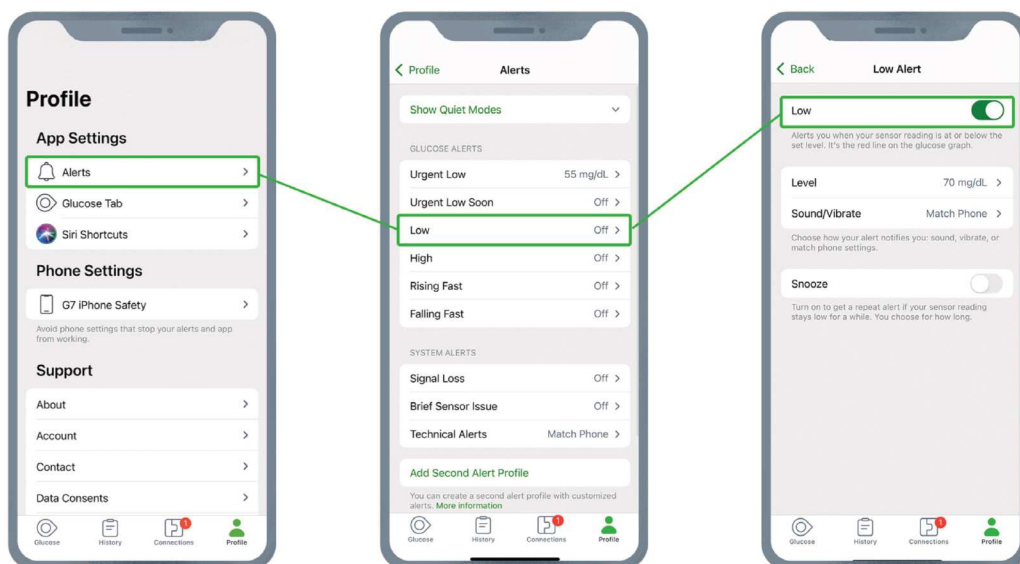 Profile
App Settings
Alerts
Glucose Tab
Siri Shortcuts
Phone Settings
G7 iPhone Safety
Avoid phone settings that stop your alerts and app
from working.
Support
About
Account
Contact
Data Consents
Glucose
History
1
Connections
Profile
Profile
Alerts
Show Quiet Modes
GLUCOSE ALERTS
Urgent Low 55 mg/dL
Urgent Low Soon Off
Low Off
High Off
Rising Fast Off
Falling Fast Off
SYSTEM ALERTS
Signal Loss Off
Brief Sensor Issue Off
Technical Alerts Match Phone
Add Second Alert Profile
You can create a second alert profile with customized
alerts. More information
Glucose
History
1
Connections
Profile
Back
Low Alert
Low
Alerts you when your sensor reading is at or below the
set level. It's the red line on the glucose graph.
Level 70 mg/dL
Sound/Vibrate Match Phone
Choose how your alert notifies you: sound, vibrate, or
match phone settings.
Snooze
Turn on to get a repeat alert if your sensor reading
stays low for a while. You choose for how long.
Glucose
History
1
Connections
Profile